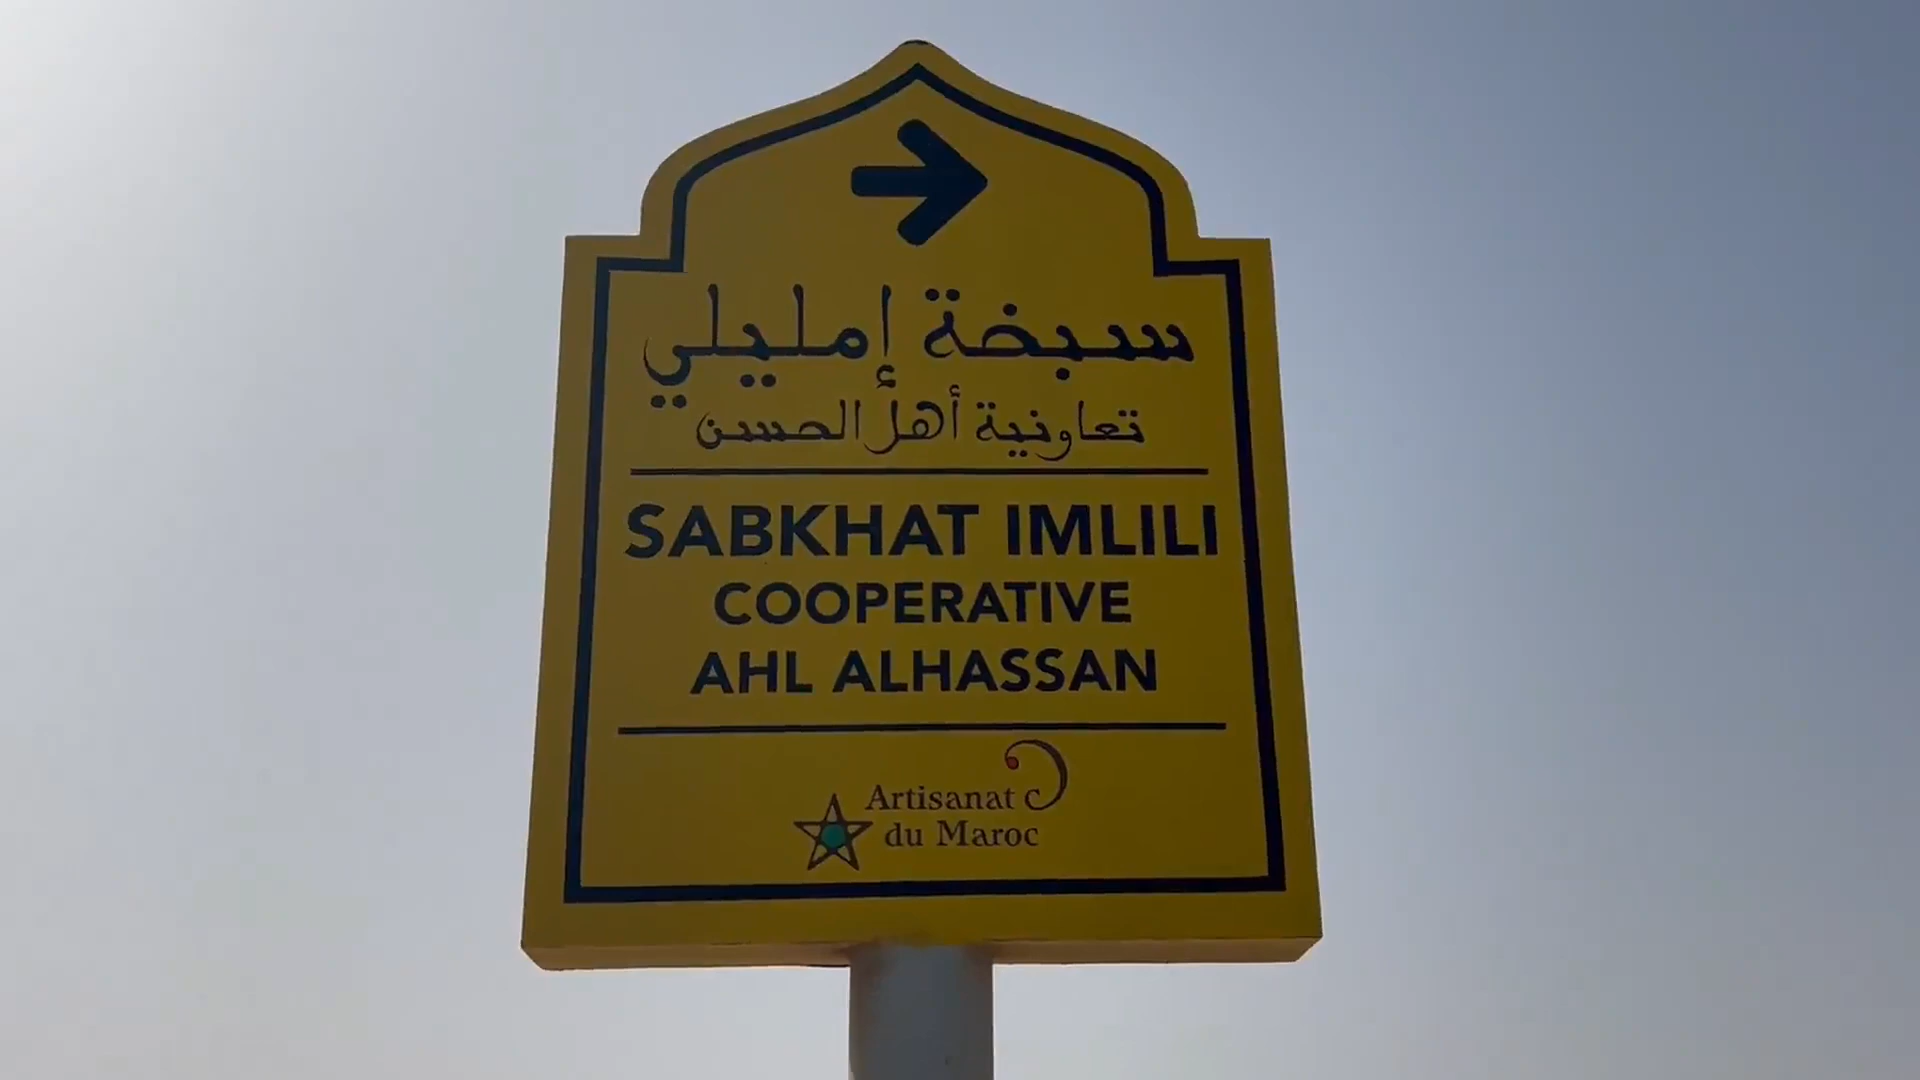 سبخة إمليلي
تعاونية أهل الحسن
SABKHAT IMLILI
COOPERATIVE
AHL ALHASSAN
Artisanat
du Maroc